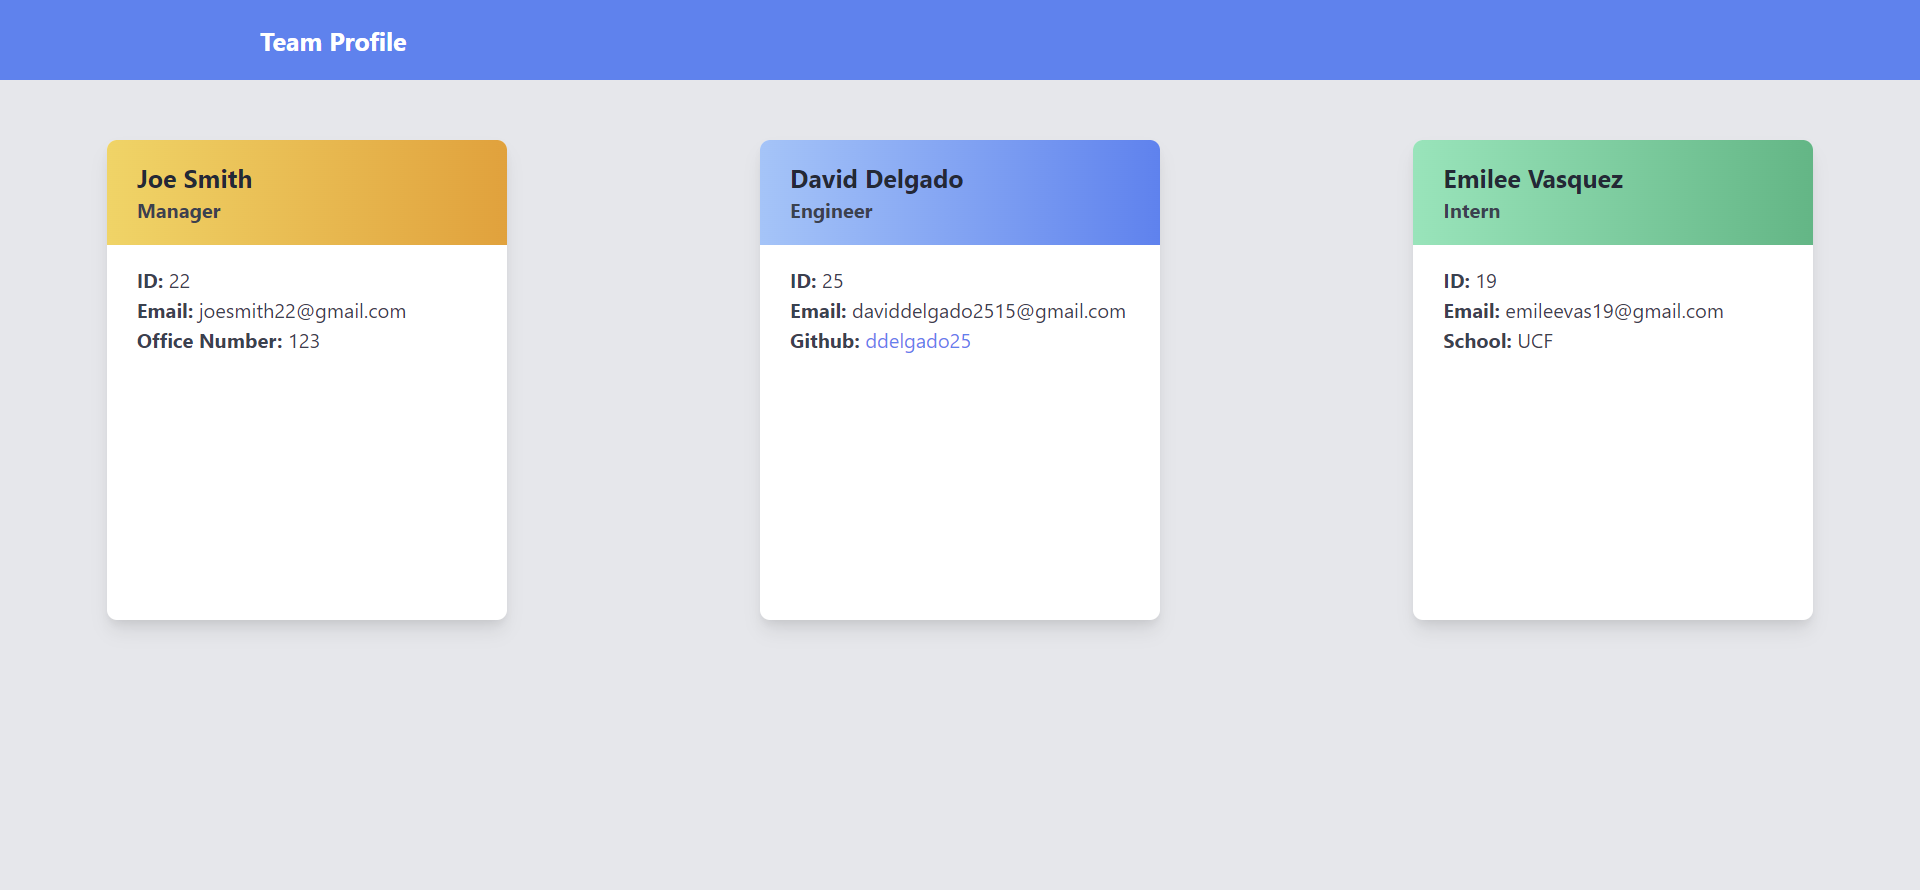 Team Profile
Joe Smith
Manager
ID: 22
Email: joesmith22@gmail.com
Office Number: 123
David Delgado
Engineer
ID: 25
Email: daviddelgado2515@gmail.com
Github: ddelgado25
Emilee Vasquez
Intern
ID: 19
Email: emileevas19@gmail.com
School: UCF